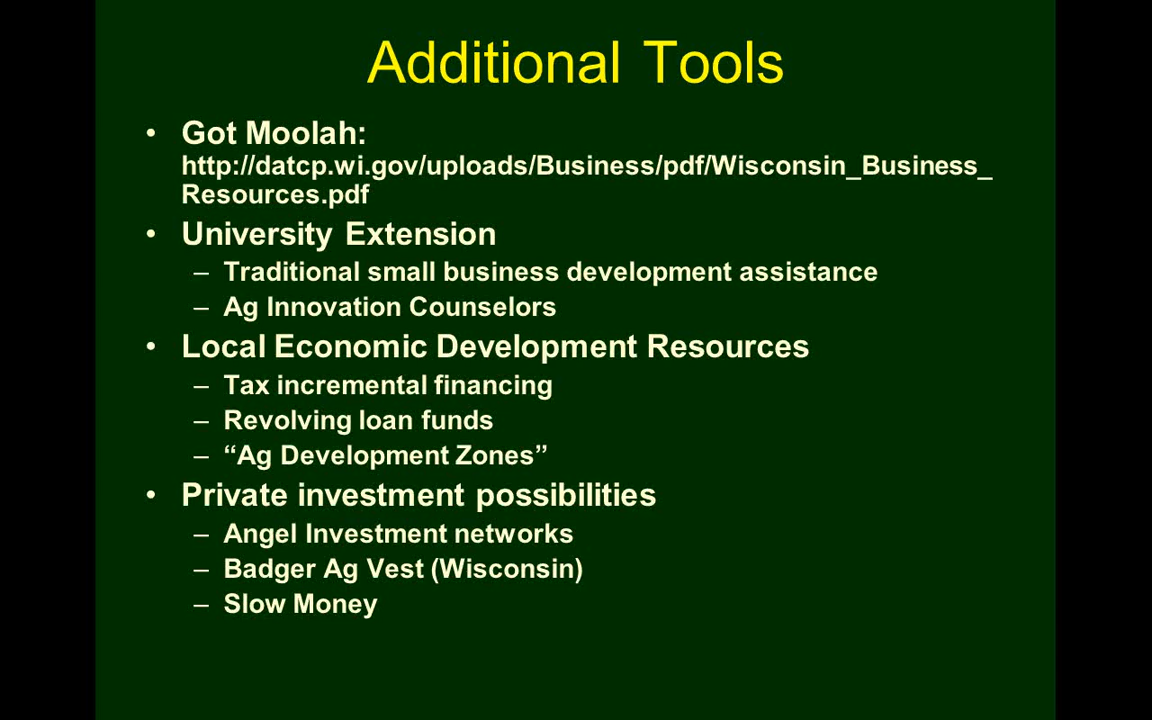 Additional Tools
• Got Moolah:
http://datcp.wi.gov/uploads/Business/pdf/Wisconsin_Business_
Resources.pdf
• University Extension
– Traditional small business development assistance
– Ag Innovation Counselors
• Local Economic Development Resources
– Tax incremental financing
– Revolving loan funds
– “Ag Development Zones”
• Private investment possibilities
– Angel Investment networks
– Badger Ag Vest (Wisconsin)
– Slow Money